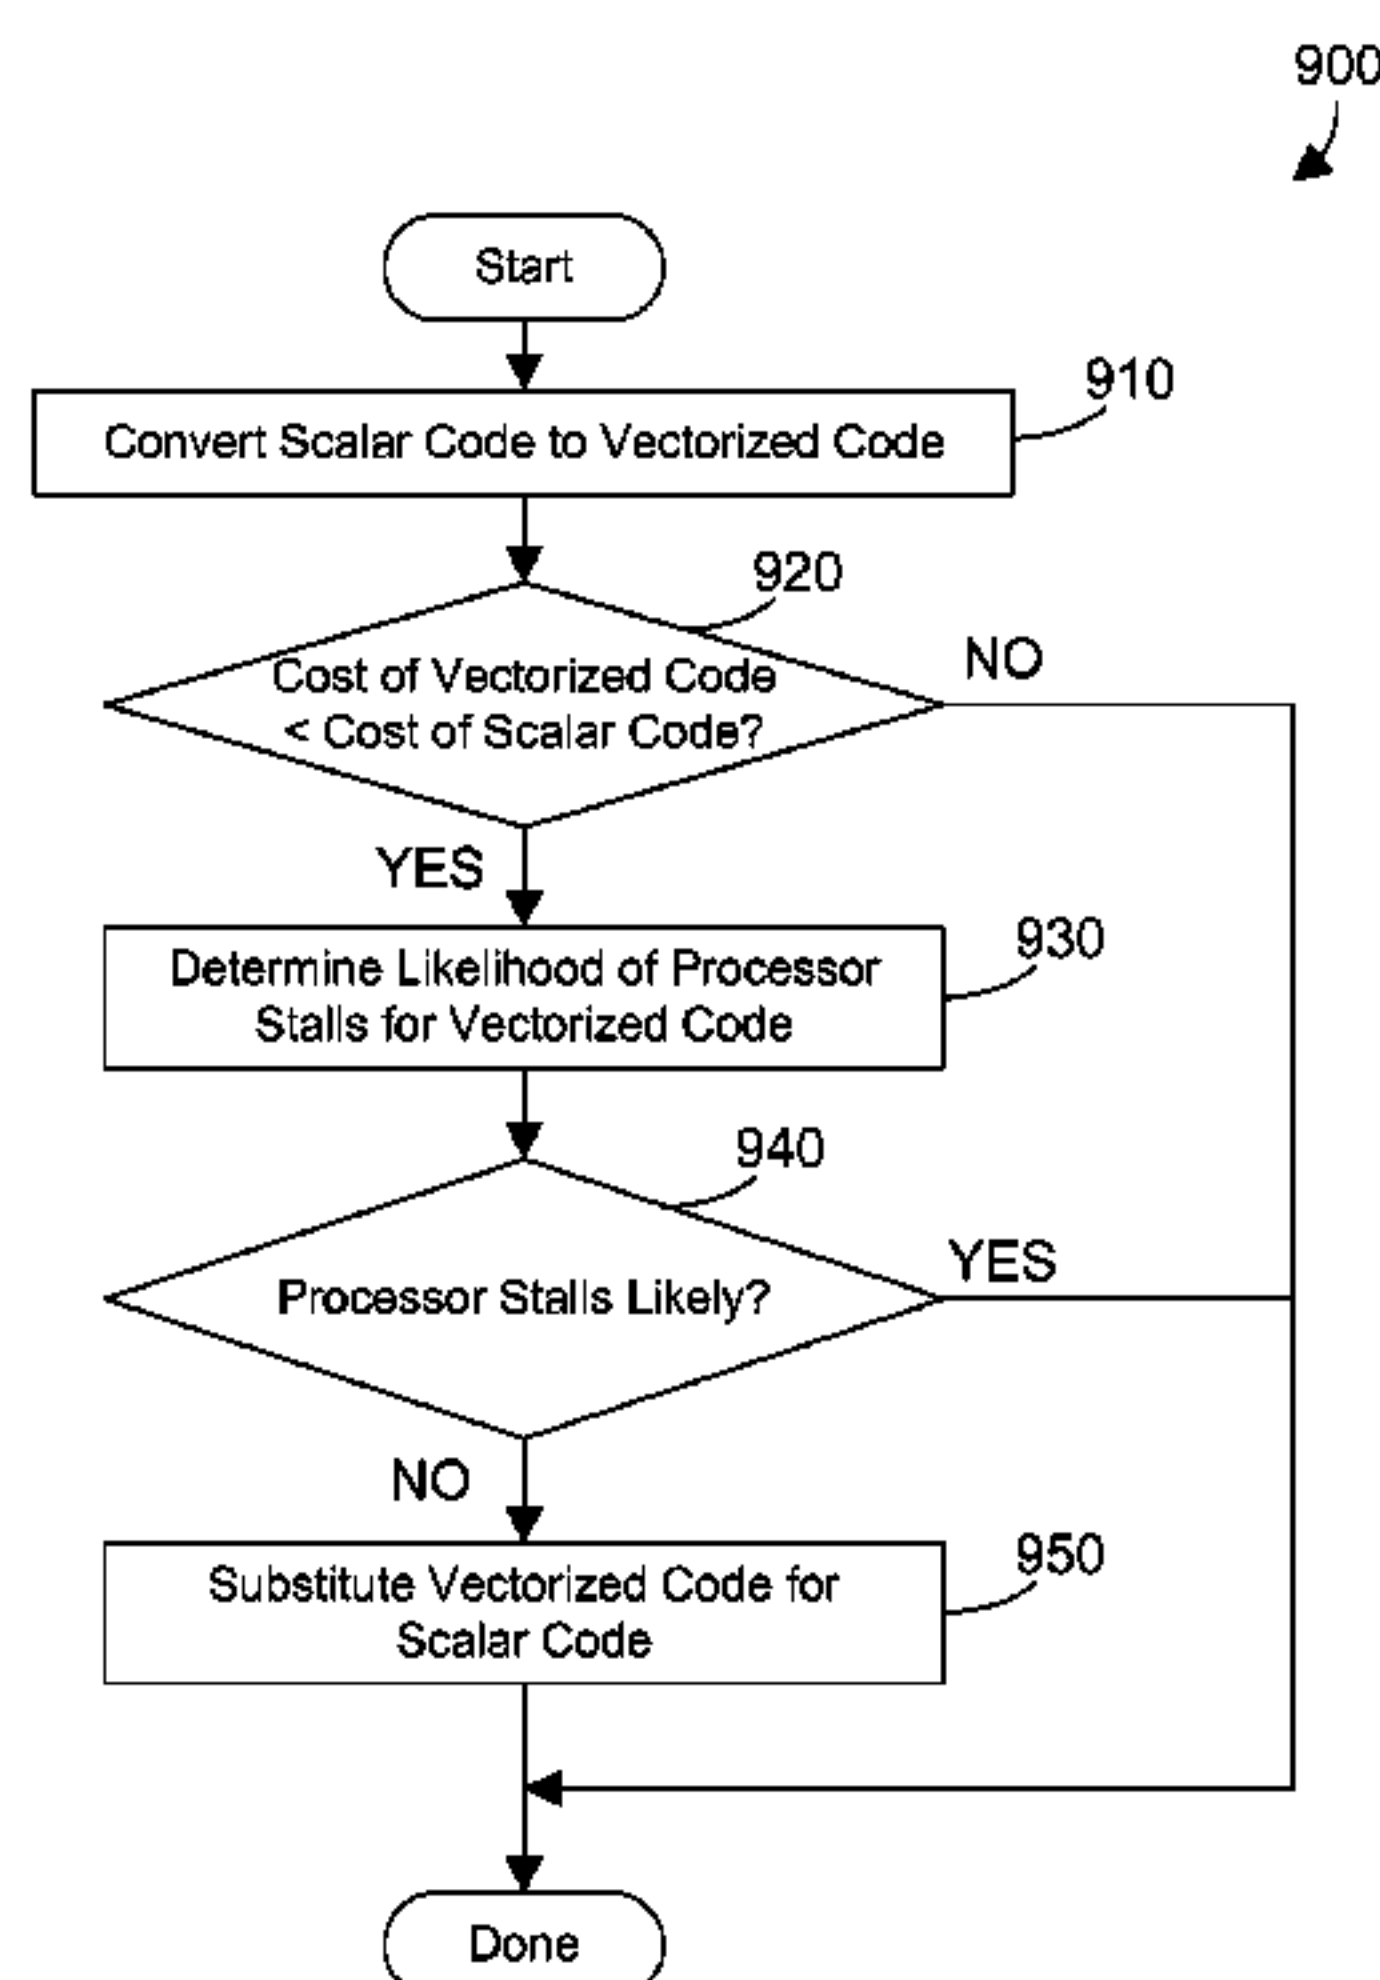 900
Start
910
Convert Scalar Code to Vectorized Code
920
Cost of Vectorized Code
< Cost of Scalar Code?
NO
YES
930
Determine Likelihood of Processor
Stalls for Vectorized Code
940
Processor Stalls Likely?
YES
NO
950
Substitute Vectorized Code for
Scalar Code
Done